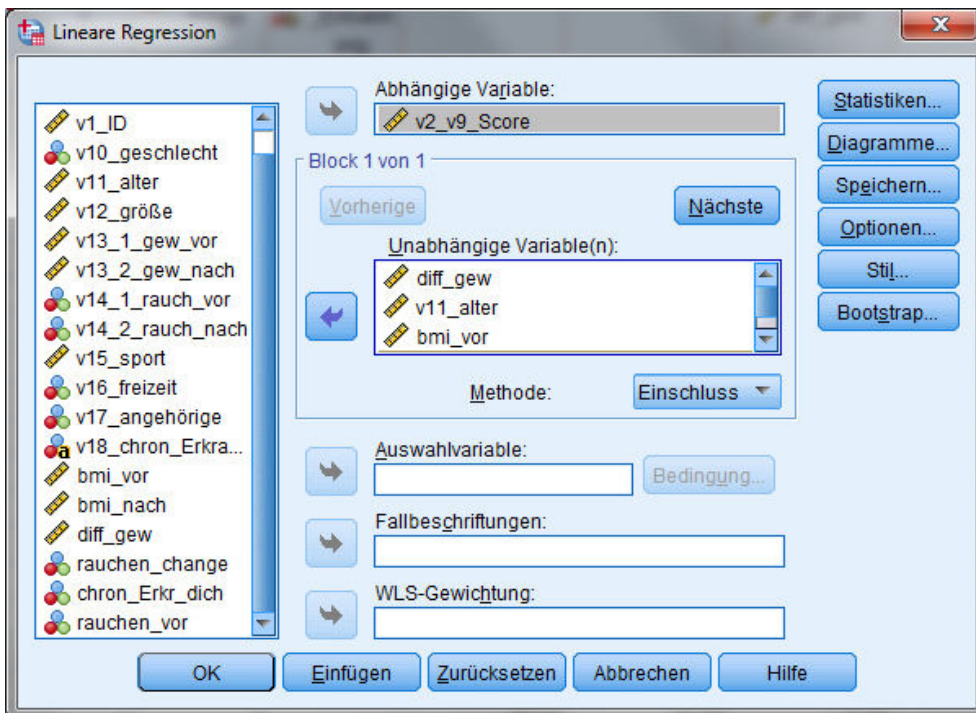 Lineare Regression
v1_ID
v10_geschlecht
v11_alter
v12_größe
v13_1_gew_vor
v13_2_gew_nach
v14_1_rauch_vor
v14_2_rauch_nach
v15_sport
v16_freizeit
v17_angehörige
v18_chron_Erkra...
bmi_vor
bmi_nach
diff_gew
rauchen_change
chron_Erkr_dich
rauchen_vor
Abhängige Variable:
v2_v9_Score
Block 1 von 1
Vorherige
Nächste
Unabhängige Variable(n):
diff_gew
v11_alter
bmi_vor
Methode:
Einschluss
Auswahlvariable:
Bedingung...
Fallbeschriftungen:
WLS-Gewichtung:
Statistiken...
Diagramme...
Speichern...
Optionen...
Stil...
Bootstrap...
OK
Einfügen
Zurücksetzen
Abbrechen
Hilfe